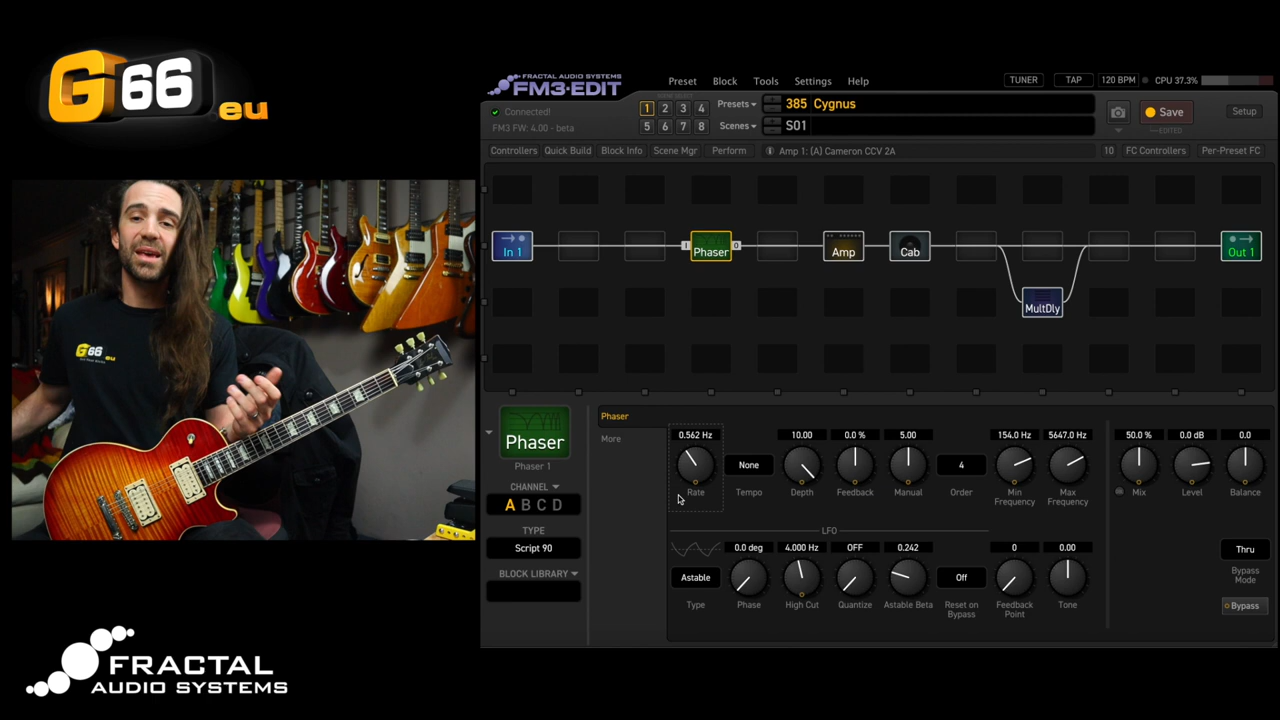 G66.eu
FRACTAL AUDIO SYSTEMS
FM3-EDIT
Preset Block Tools Settings Help
TUNER TAP 120 BPM CPU 37.3%
Connected!
FM3 FW: 4.00 - beta
1 2 3 4
5 6 7 8
Presets 385 Cygnus
Scenes S01
Save
EDITED
Setup
Controllers Quick Build Block Info Scene Mgr Perform Amp 1: (A) Cameron CCV 2A 10 FC Controllers Per-Preset FC
In 1 I Phaser O Amp Cab Out 1
MultDly
G66.eu
Phaser
Phaser 1
CHANNEL
A B C D
TYPE
Script 90
BLOCK LIBRARY
Phaser
More
0.562 Hz 10.00 0.0 % 5.00 154.0 Hz 5647.0 Hz 50.0 % 0.0 dB 0.0
None 4
Rate Tempo Depth Feedback Manual Order Min Frequency Max Frequency Mix Level Balance
LFO
0.0 deg 4.000 Hz OFF 0.242 0 0.00
Astable Off
Type Phase High Cut Quantize Astable Beta Reset on Bypass Feedback Point Tone
Thru
Bypass Mode
Bypass
FRACTAL
AUDIO SYSTEMS